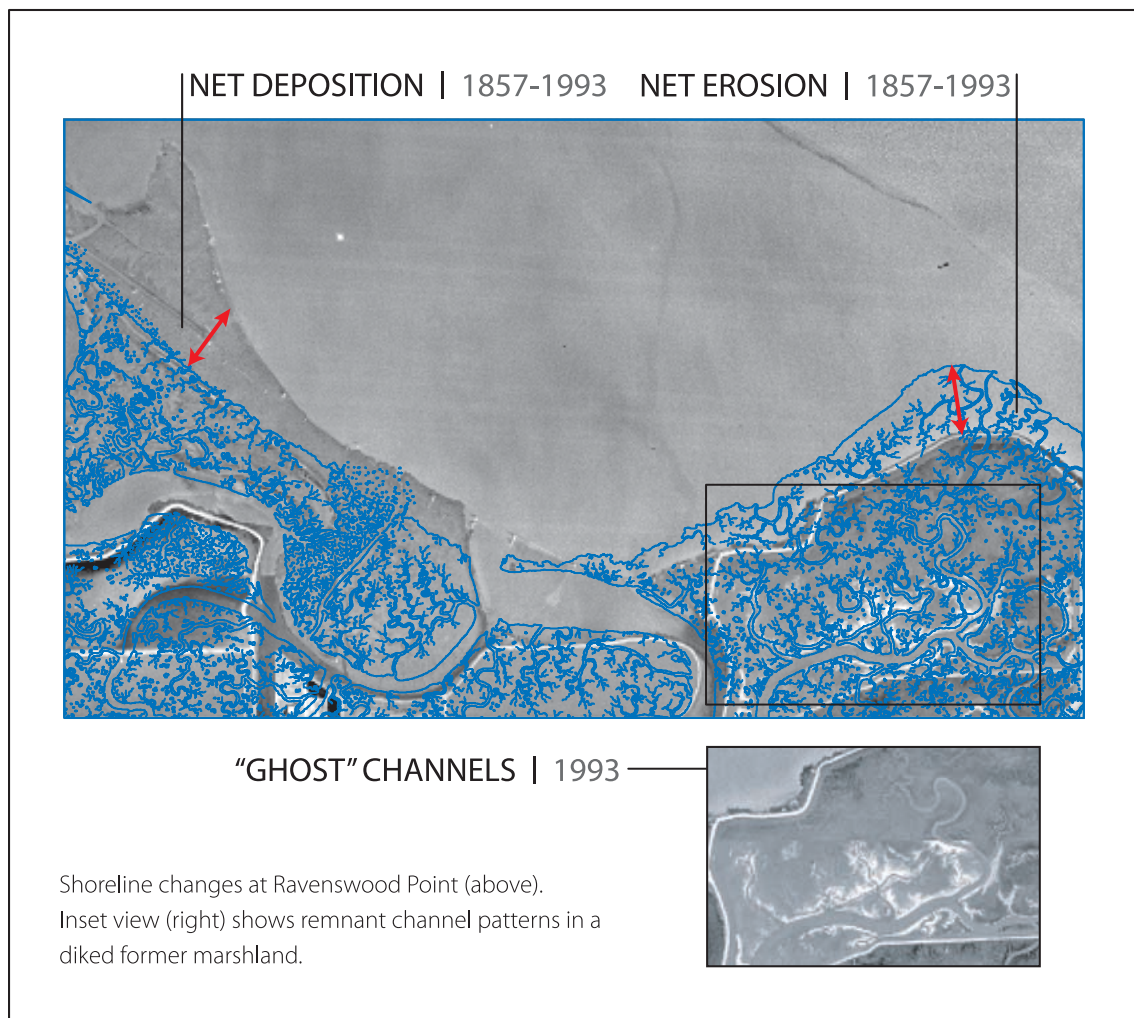 NET DEPOSITION | 1857-1993 NET EROSION | 1857-1993
"GHOST" CHANNELS | 1993
Shoreline changes at Ravenswood Point (above).
Inset view (right) shows remnant channel patterns in a
diked former marshland.